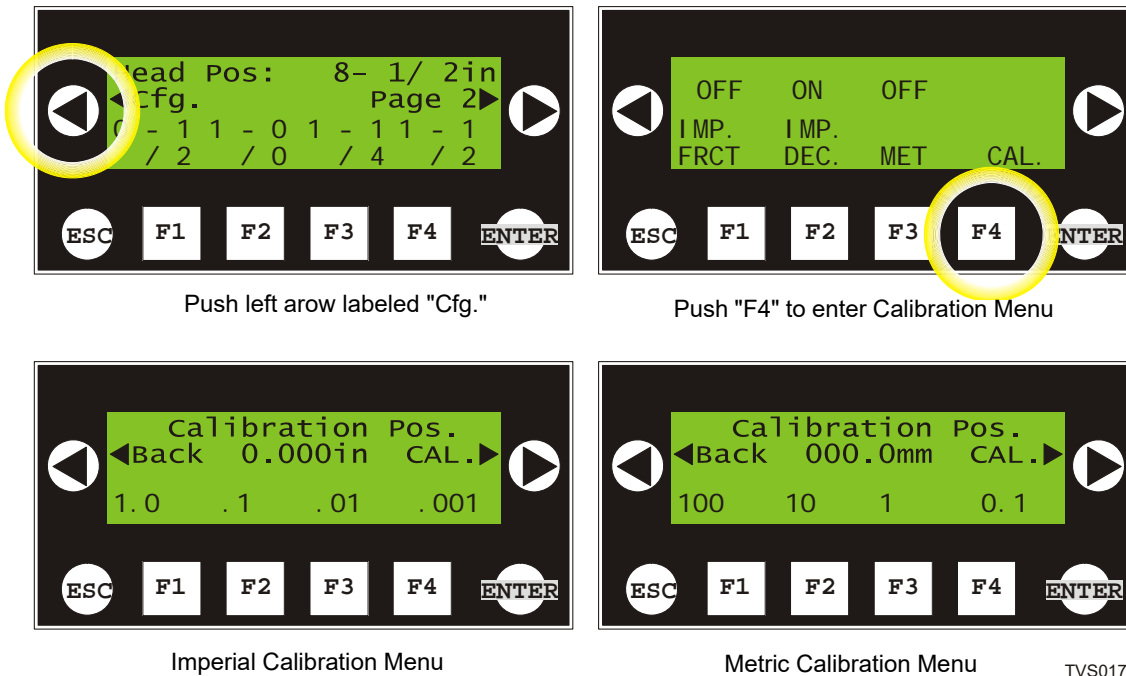 Head Pos: 8- 1/ 2in
Cfg. Page 2
0 - 1 1 - 0 1 - 1 1 - 1
/ 2 / 0 / 4 / 2
ESC F1 F2 F3 F4 ENTER
Push left arow labeled "Cfg."
OFF ON OFF
IMP. IMP.
FRCT DEC. MET CAL.
ESC F1 F2 F3 F4 ENTER
Push "F4" to enter Calibration Menu
Calibration Pos.
Back 0.000in CAL.
1.0 .1 .01 .001
ESC F1 F2 F3 F4 ENTER
Imperial Calibration Menu
Calibration Pos.
Back 000.0mm CAL.
100 10 1 0.1
ESC F1 F2 F3 F4 ENTER
Metric Calibration Menu
TVS017